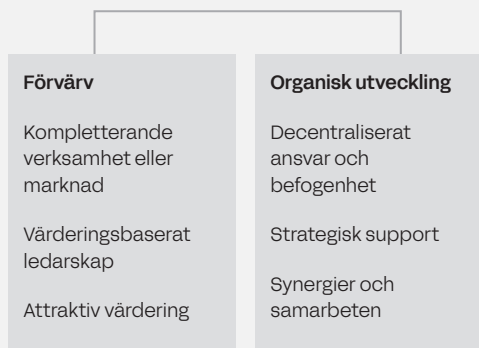 Förvärv
Kompletterande
verksamhet eller
marknad
Värderingsbaserat
ledarskap
Attraktiv värdering
Organisk utveckling
Decentraliserat
ansvar och
befogenhet
Strategisk support
Synergier och
samarbeten